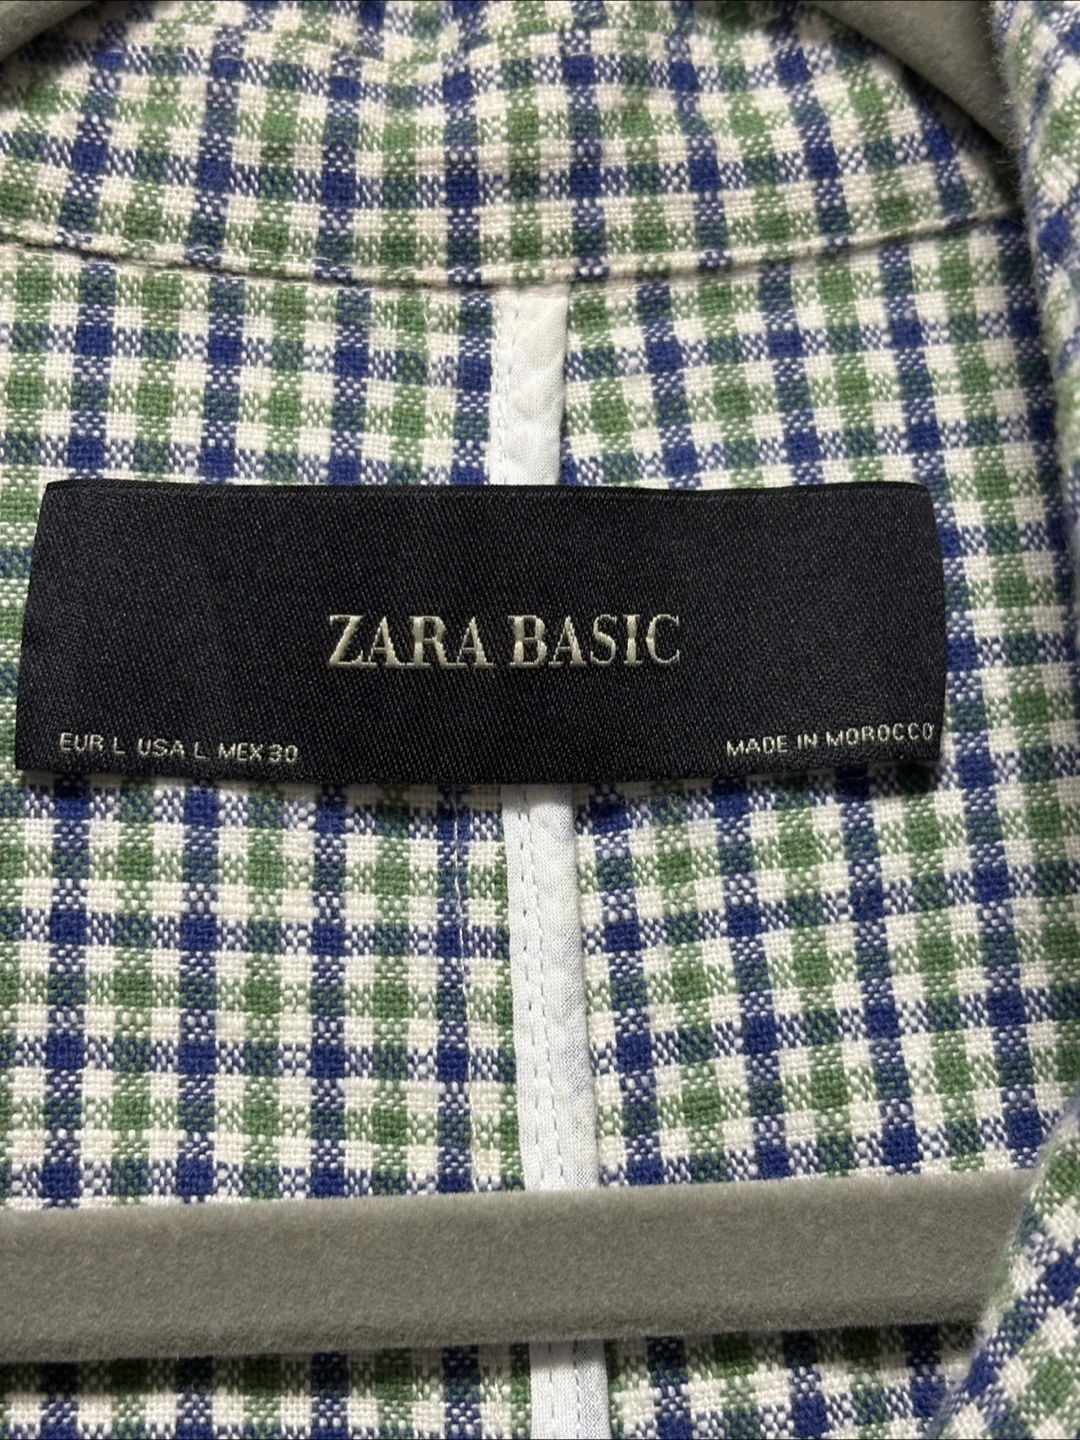 ZARA BASIC
EUR L USA L MEX 30
MADE IN MOROCCO